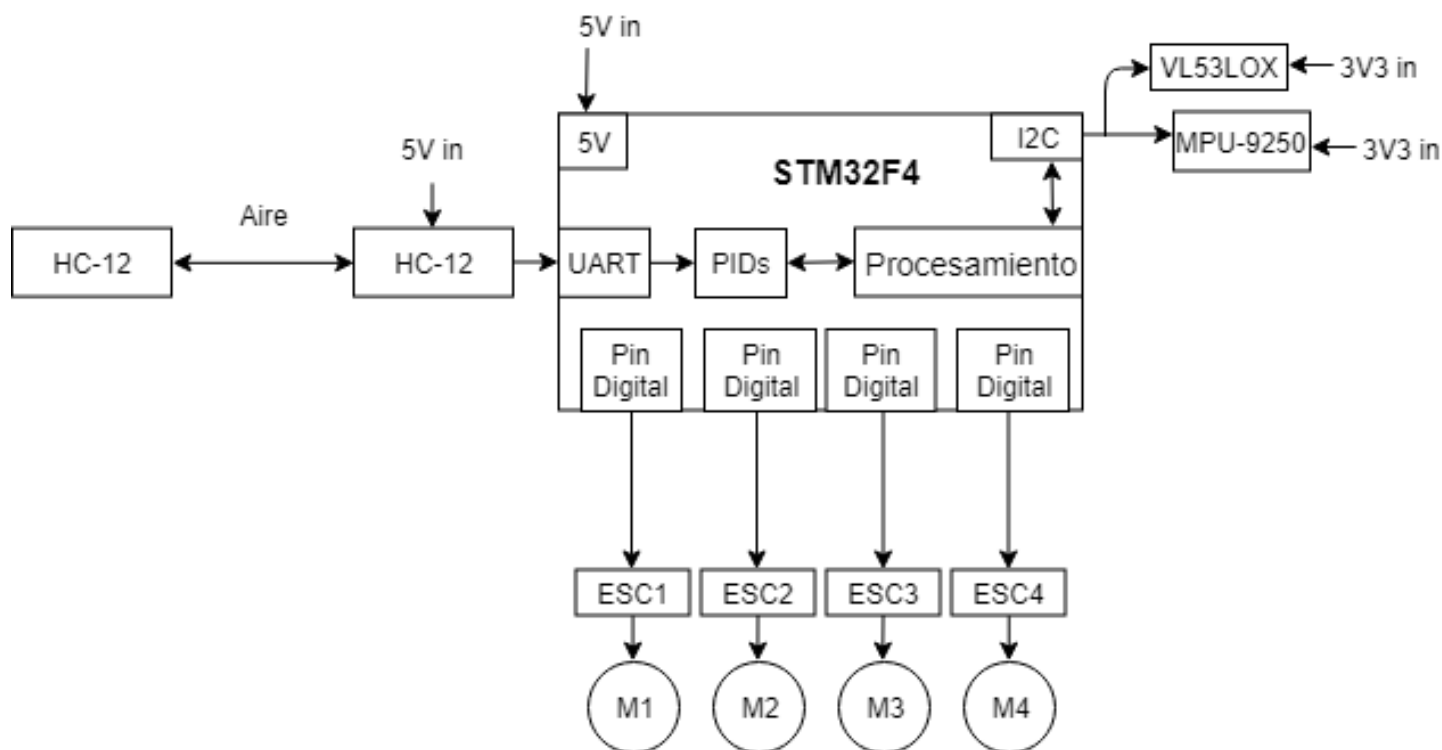 5V in
VL53LOX
3V3 in
5V
I2C
MPU-9250
3V3 in
5V in
STM32F4
Aire
HC-12
HC-12
UART
PIDs
Procesamiento
Pin
Digital
Pin
Digital
Pin
Digital
Pin
Digital
ESC1
ESC2
ESC3
ESC4
M1
M2
M3
M4